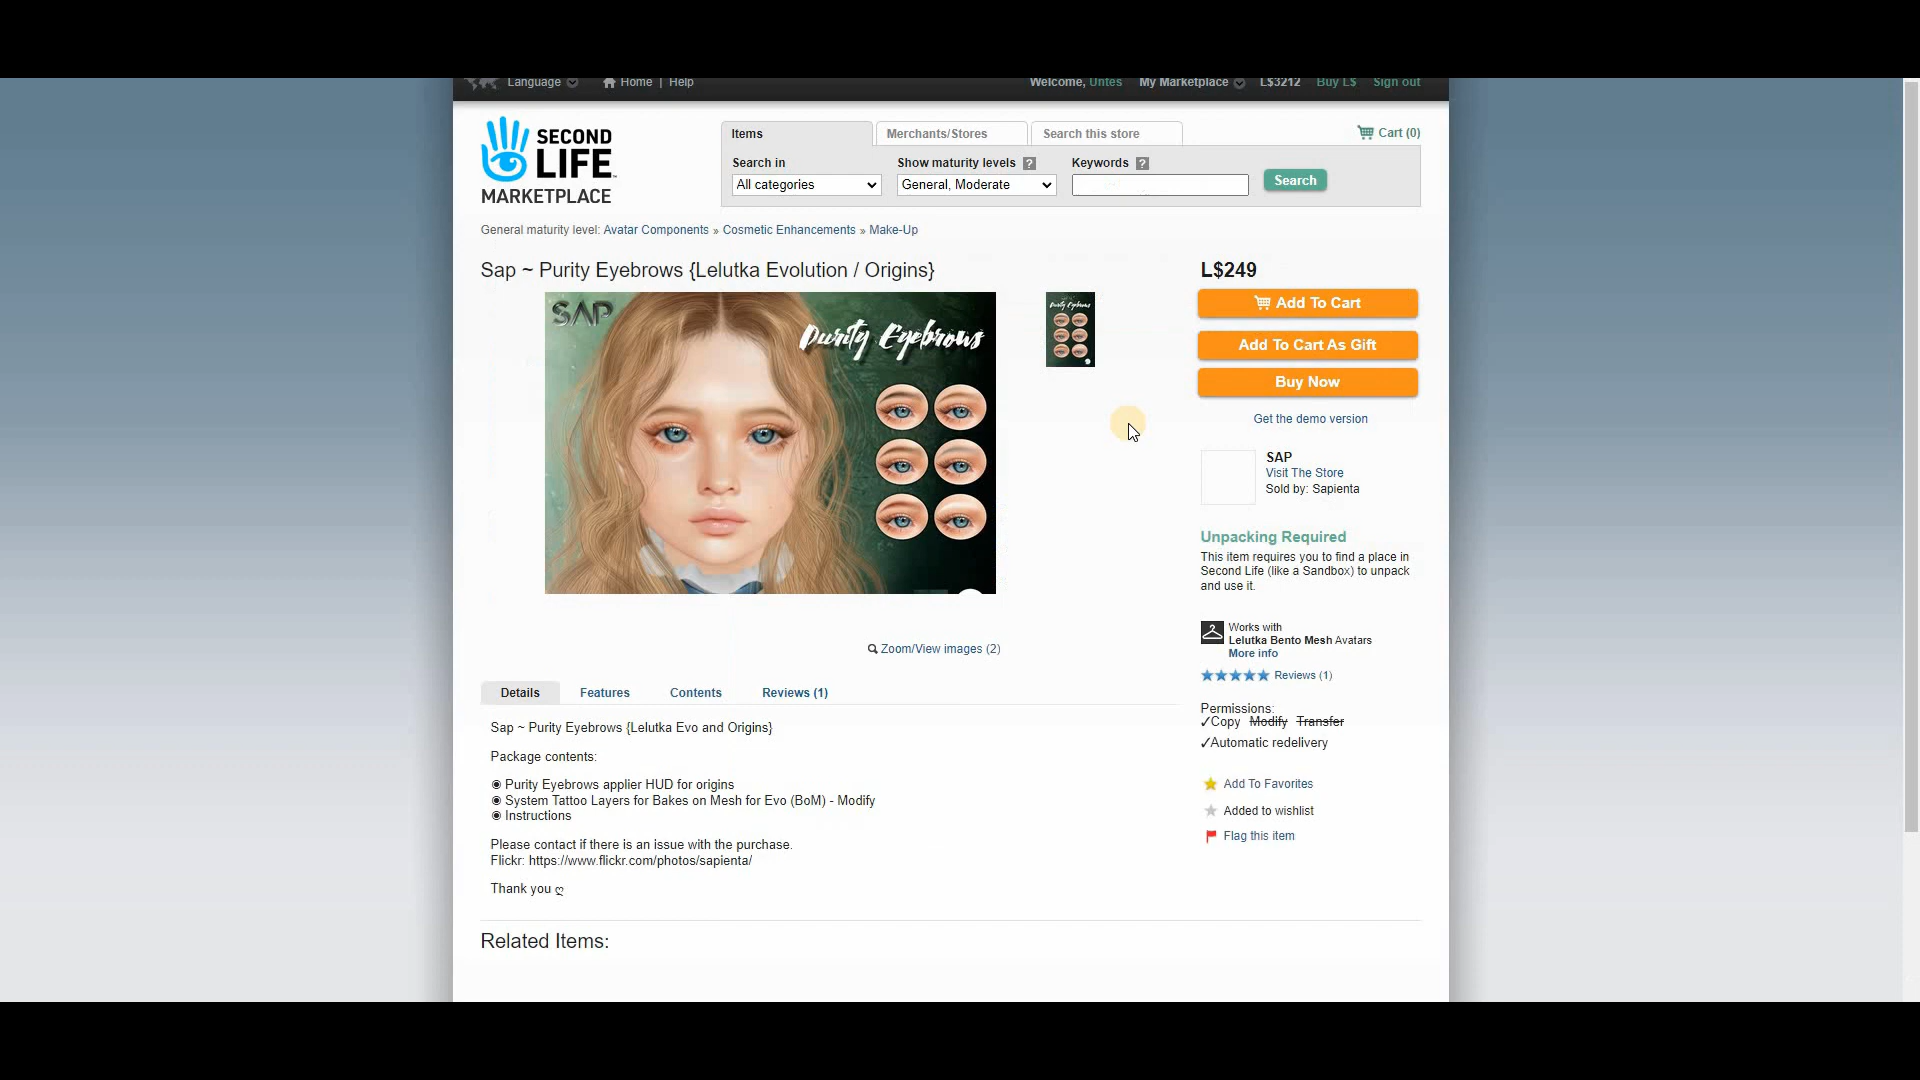 Language Home | Help Welcome, Untes My Marketplace L$3212 Buy L$ Sign out
SECOND
LIFE
MARKETPLACE
Items Merchants/Stores Search this store Cart (0)
Search in Show maturity levels ? Keywords ?
All categories General, Moderate Search
General maturity level: Avatar Components » Cosmetic Enhancements » Make-Up
Sap ~ Purity Eyebrows {Lelutka Evolution / Origins}
SAP
Purity Eyebrows
Purity Eyebrows
Zoom/View images (2)
L$249
Add To Cart
Add To Cart As Gift
Buy Now
Get the demo version
SAP
Visit The Store
Sold by: Sapienta
Unpacking Required
This item requires you to find a place in
Second Life (like a Sandbox) to unpack
and use it.
Works with
Lelutka Bento Mesh Avatars
More info
Reviews (1)
Permissions:
✓Copy Modify Transfer
✓Automatic redelivery
Add To Favorites
Added to wishlist
Flag this item
Details Features Contents Reviews (1)
Sap ~ Purity Eyebrows {Lelutka Evo and Origins}
Package contents:
◉ Purity Eyebrows applier HUD for origins
◉ System Tattoo Layers for Bakes on Mesh for Evo (BoM) - Modify
◉ Instructions
Please contact if there is an issue with the purchase.
Flickr: https://www.flickr.com/photos/sapienta/
Thank you ღ
Related Items: